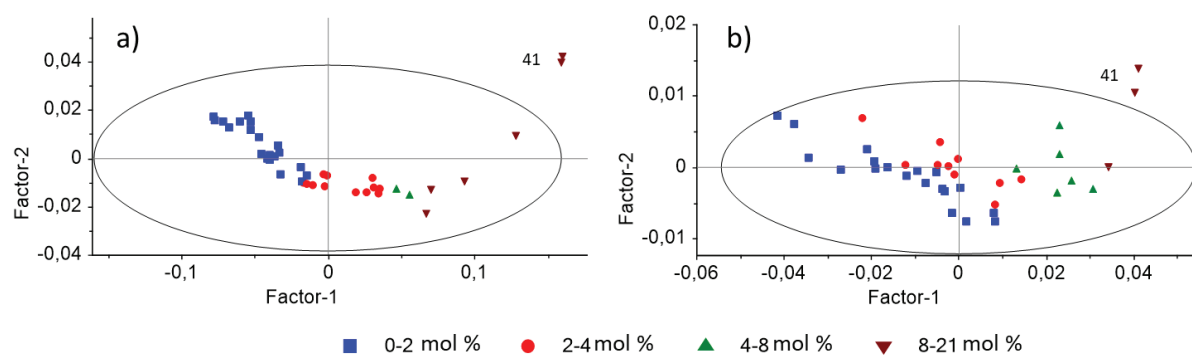 a)
41
0,04
0,02
0
-0,02
-0,04
Factor-2
-0,1
0
0,1
Factor-1
b)
41
0,02
0,01
0
-0,01
Factor-2
-0,06
-0,04
-0,02
0
0,02
0,04
Factor-1
0-2 mol %
2-4 mol %
4-8 mol %
8-21 mol %